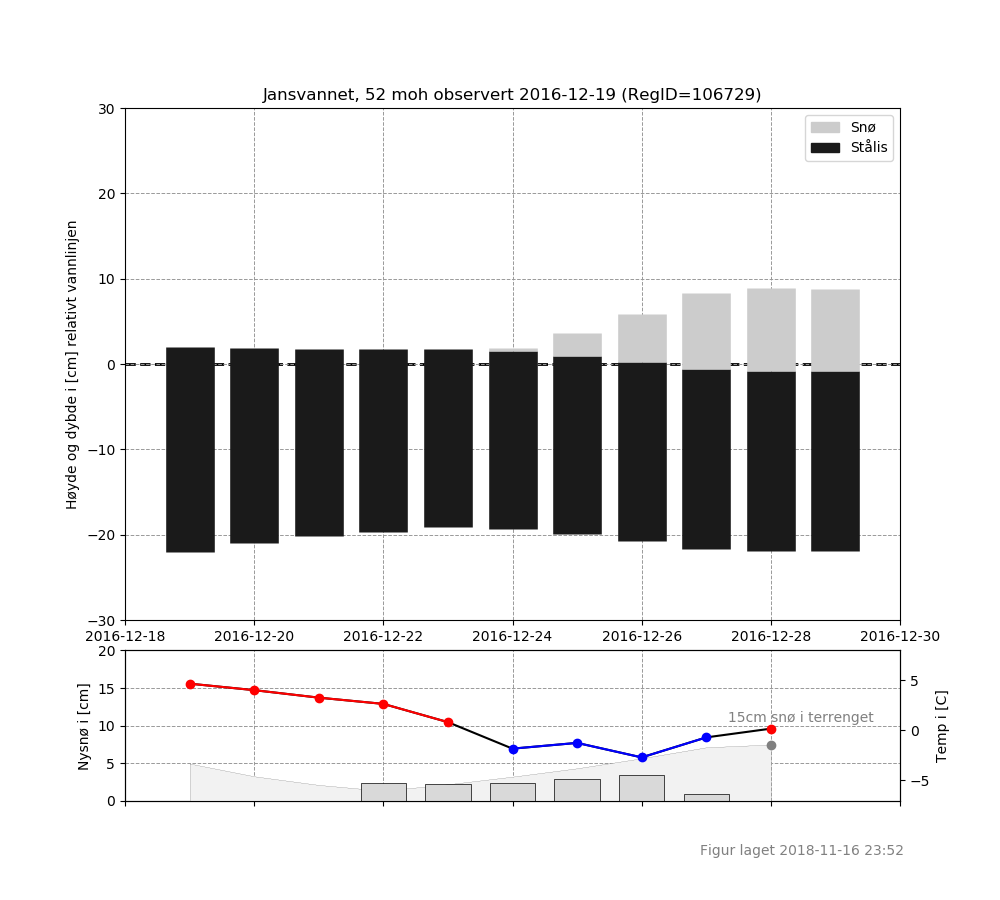 Jansvannet, 52 moh observert 2016-12-19 (RegID=106729)
30
20
10
0
−10
−20
−30
Høyde og dybde i [cm] relativt vannlinjen
Snø
Stålis
2016-12-18 2016-12-20 2016-12-22 2016-12-24 2016-12-26 2016-12-28 2016-12-30
20
15
10
5
0
Nysnø i [cm]
15cm snø i terrenget
5
0
−5
Temp i [C]
Figur laget 2018-11-16 23:52